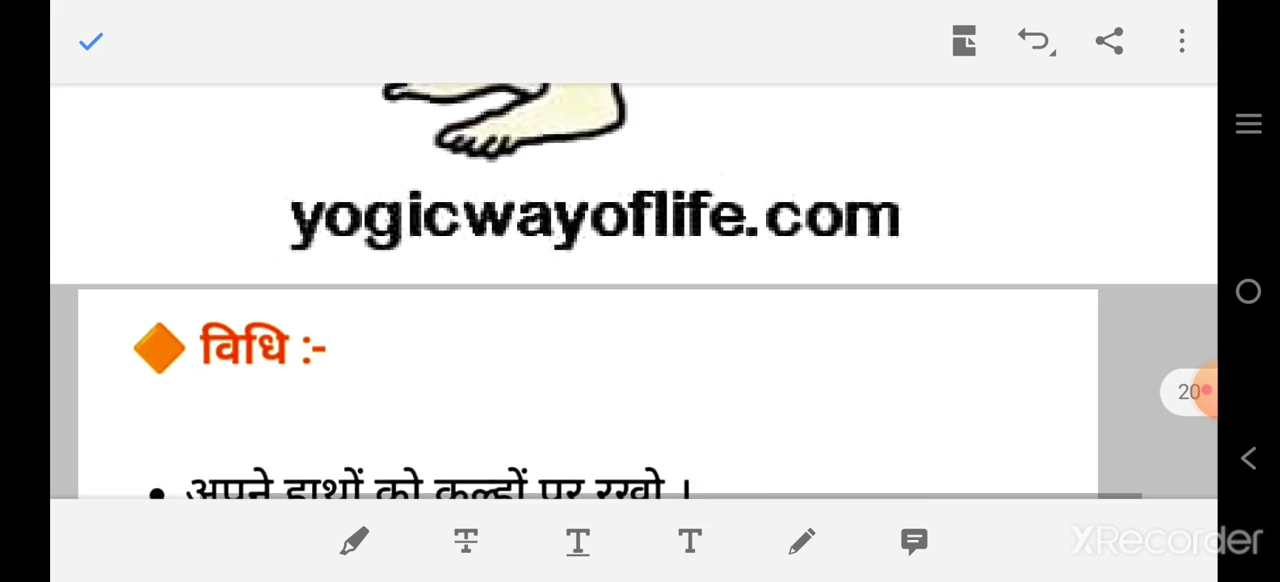 yogicwayoflife.com
विधि :-
20
• अपने हाथों को कुल्हों पर रखो ।
XRecorder